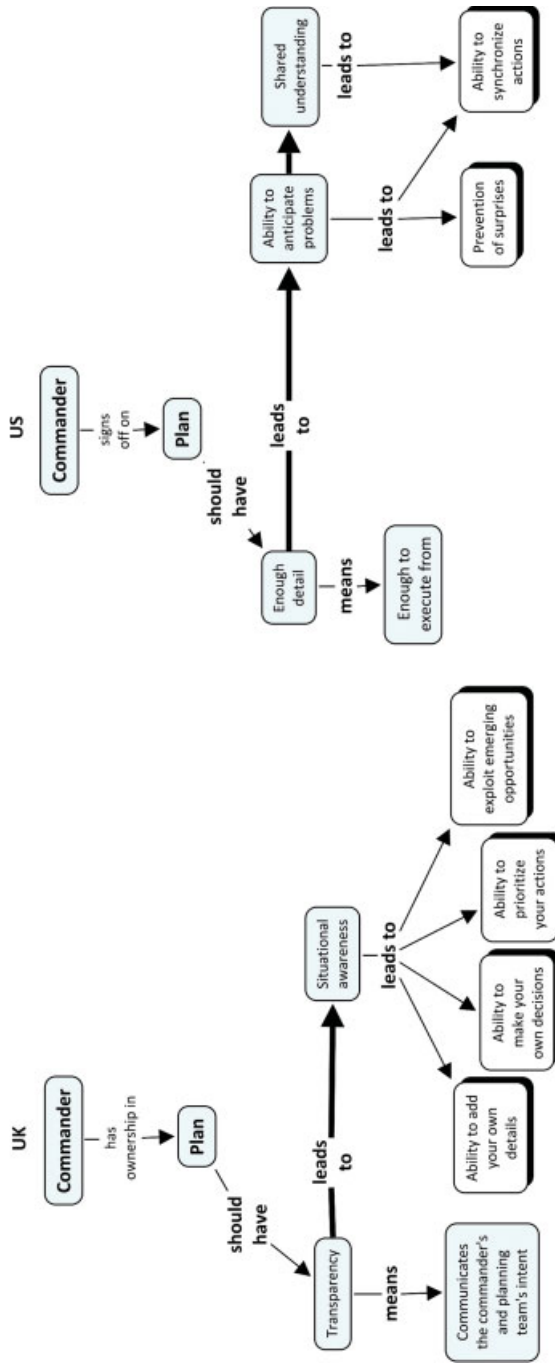 UK
Commander
has
ownership in
Plan
should
have
Transparency
means
Communicates
the commander's
and planning
team's intent
leads
to
Situational
awareness
leads to
Ability to add
your own
details
Ability to
make your
own decisions
Ability to
prioritize
your actions
Ability to
exploit emerging
opportunities
US
Commander
signs
off on
Plan
should
have
Enough
detail
means
Enough to
execute from
leads
to
Ability to
anticipate
problems
leads to
Prevention
of surprises
Shared
understanding
leads to
Ability to
synchronize
actions